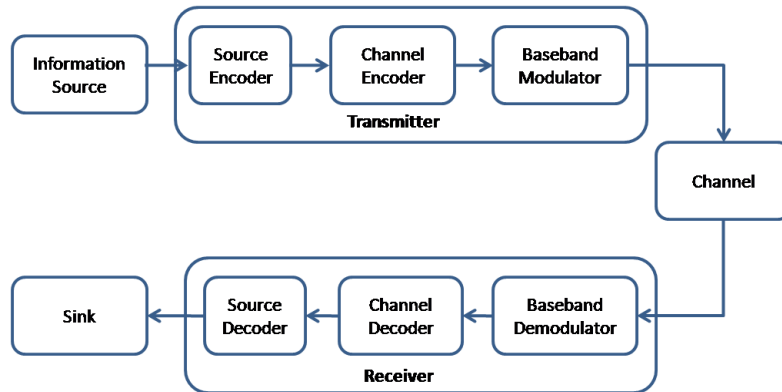 Information
Source
Source
Encoder
Channel
Encoder
Baseband
Modulator
Transmitter
Channel
Sink
Source
Decoder
Channel
Decoder
Baseband
Demodulator
Receiver